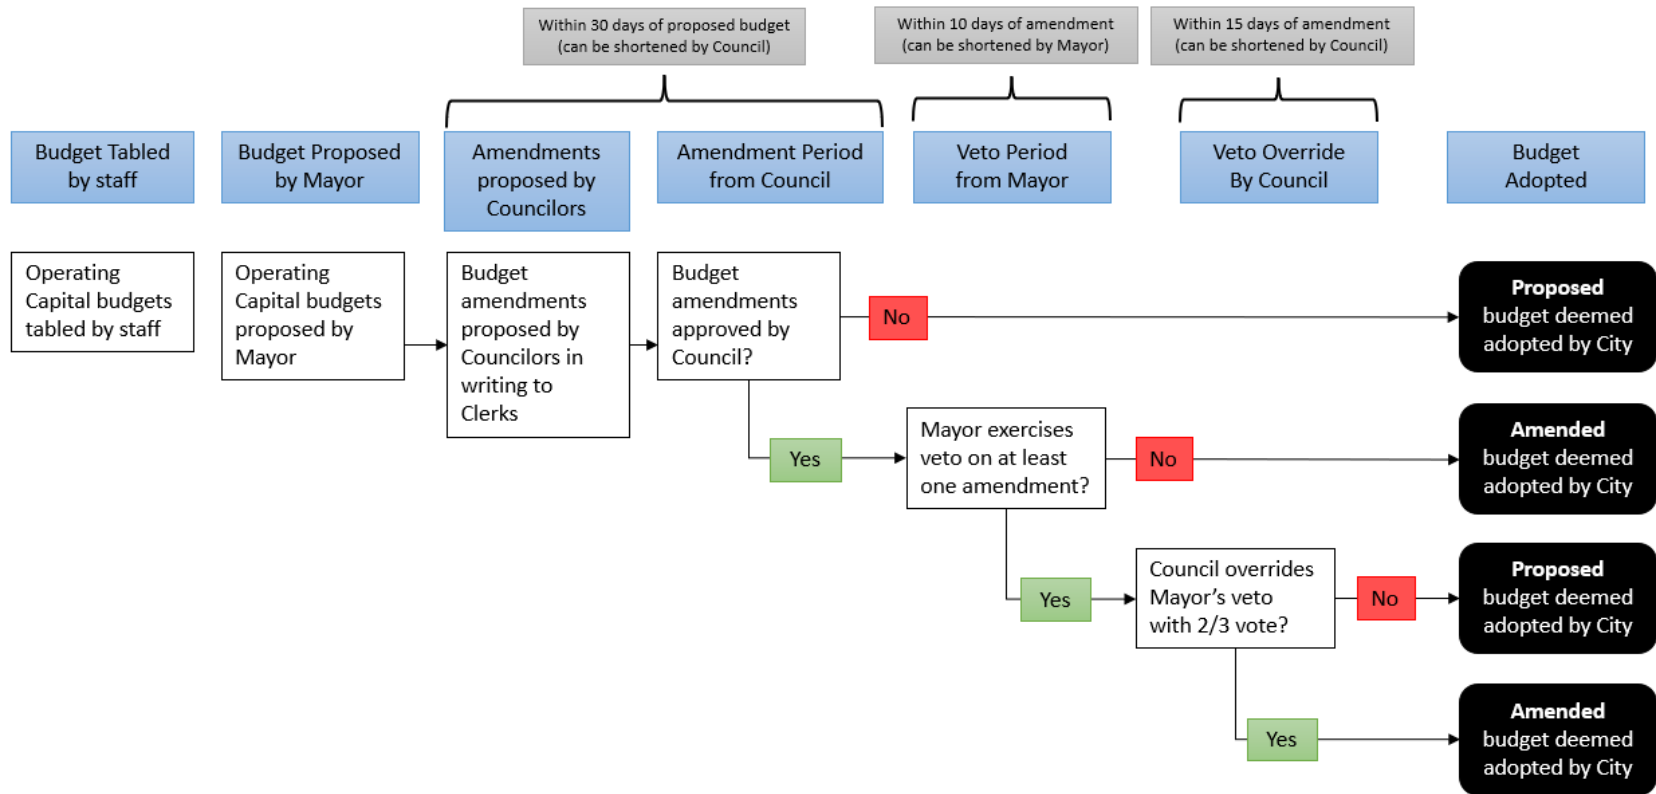 Within 30 days of proposed budget
(can be shortened by Council)
Within 10 days of amendment
(can be shortened by Mayor)
Within 15 days of amendment
(can be shortened by Council)
Budget Tabled
by staff
Budget Proposed
by Mayor
Amendments
proposed by
Councilors
Amendment Period
from Council
Veto Period
from Mayor
Veto Override
By Council
Budget
Adopted
Operating
Capital budgets
tabled by staff
Operating
Capital budgets
proposed by
Mayor
Budget
amendments
proposed by
Councilors in
writing to
Clerks
Budget
amendments
approved by
Council?
No
Proposed
budget deemed
adopted by City
Yes
Mayor exercises
veto on at least
one amendment?
No
Amended
budget deemed
adopted by City
Yes
Council overrides
Mayor's veto
with 2/3 vote?
No
Proposed
budget deemed
adopted by City
Yes
Amended
budget deemed
adopted by City